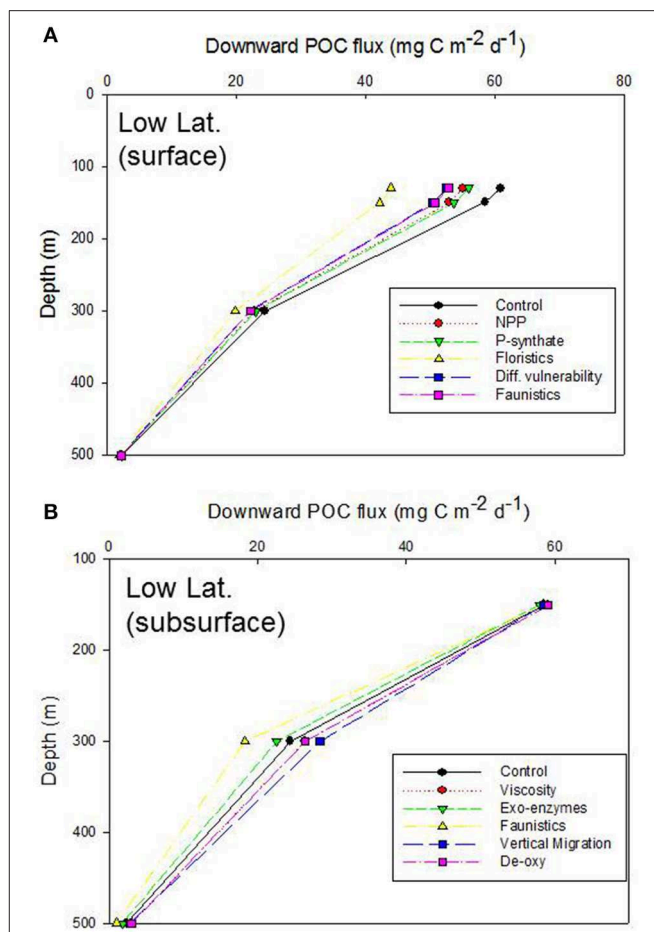 A
Downward POC flux (mg C m-2 d-1)
0 20 40 60 80
0
100
200
300
400
500
Depth (m)
Low Lat.
(surface)
Control
NPP
P-synthate
Floristics
Diff. vulnerability
Faunistics
B
Downward POC flux (mg C m-2 d-1)
0 20 40 60
100
200
300
400
500
Depth (m)
Low Lat.
(subsurface)
Control
Viscosity
Exo-enzymes
Faunistics
Vertical Migration
De-oxy